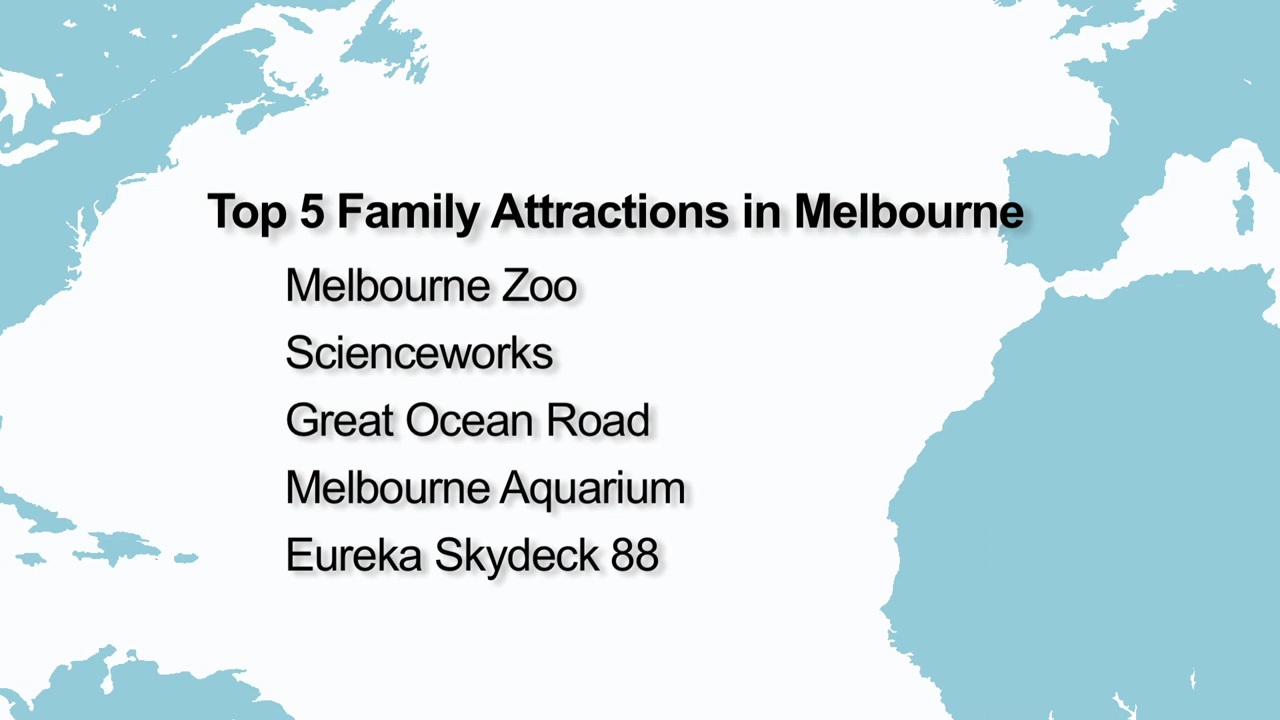 Top 5 Family Attractions in Melbourne
Melbourne Zoo
Scienceworks
Great Ocean Road
Melbourne Aquarium
Eureka Skydeck 88